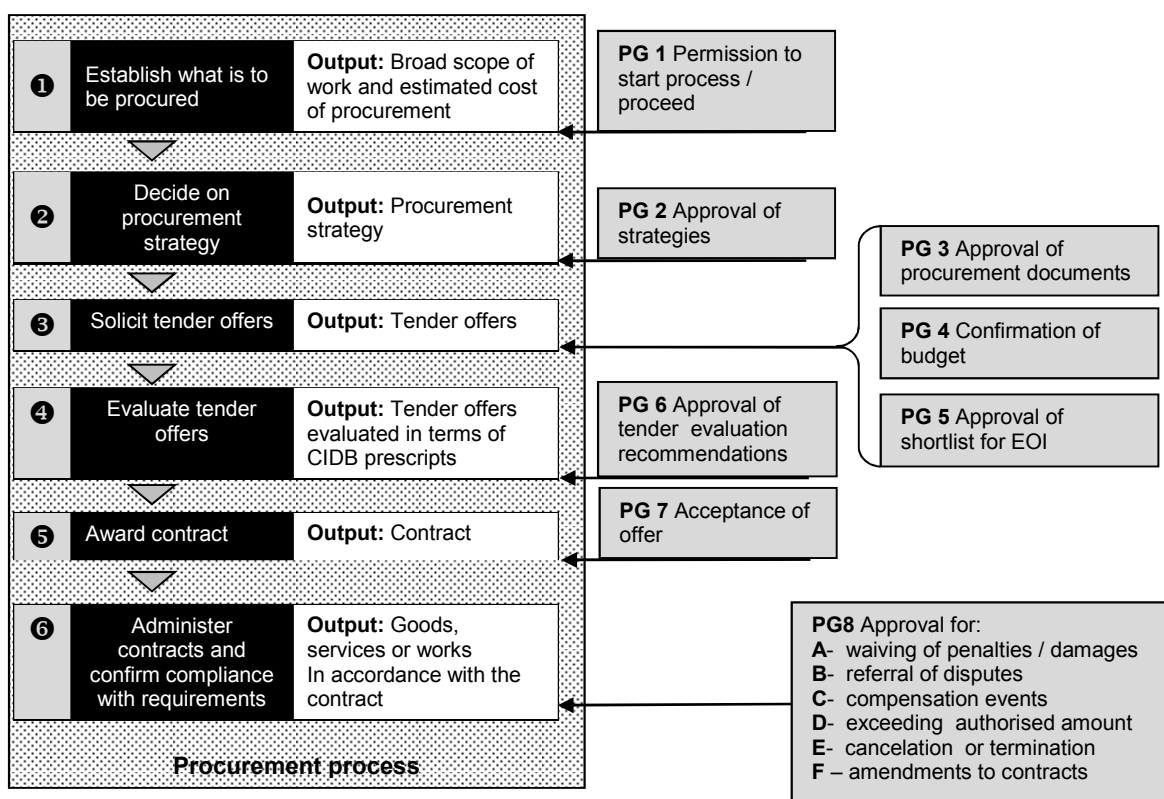 ❶
Establish what is to
be procured
Output: Broad scope of
work and estimated cost
of procurement
PG 1 Permission to
start process /
proceed
❷
Decide on
procurement
strategy
Output: Procurement
strategy
PG 2 Approval of
strategies
PG 3 Approval of
procurement documents
PG 4 Confirmation of
budget
PG 5 Approval of
shortlist for EOI
❸
Solicit tender offers
Output: Tender offers
❹
Evaluate tender
offers
Output: Tender offers
evaluated in terms of
CIDB prescripts
PG 6 Approval of
tender evaluation
recommendations
❺
Award contract
Output: Contract
PG 7 Acceptance of
offer
❻
Administer
contracts and
confirm compliance
with requirements
Output: Goods,
services or works
In accordance with the
contract
PG8 Approval for:
A- waiving of penalties / damages
B- referral of disputes
C- compensation events
D- exceeding authorised amount
E- cancelation or termination
F – amendments to contracts
Procurement process